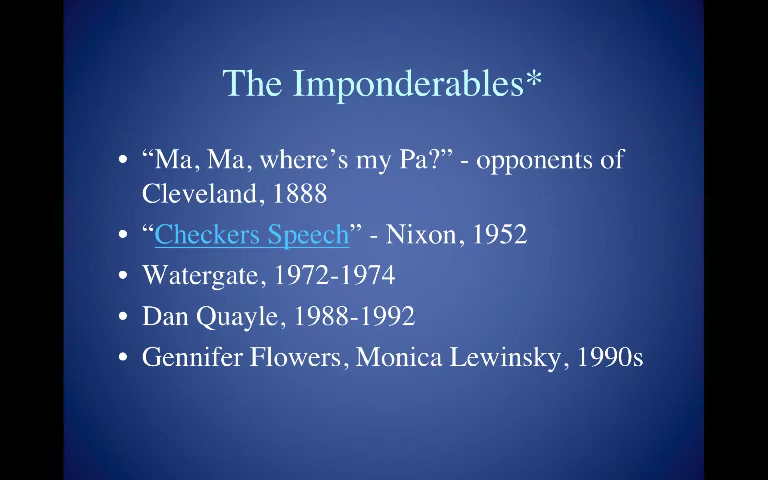 The Imponderables*
• “Ma, Ma, where’s my Pa?” - opponents of
Cleveland, 1888
• “Checkers Speech” - Nixon, 1952
• Watergate, 1972-1974
• Dan Quayle, 1988-1992
• Gennifer Flowers, Monica Lewinsky, 1990s